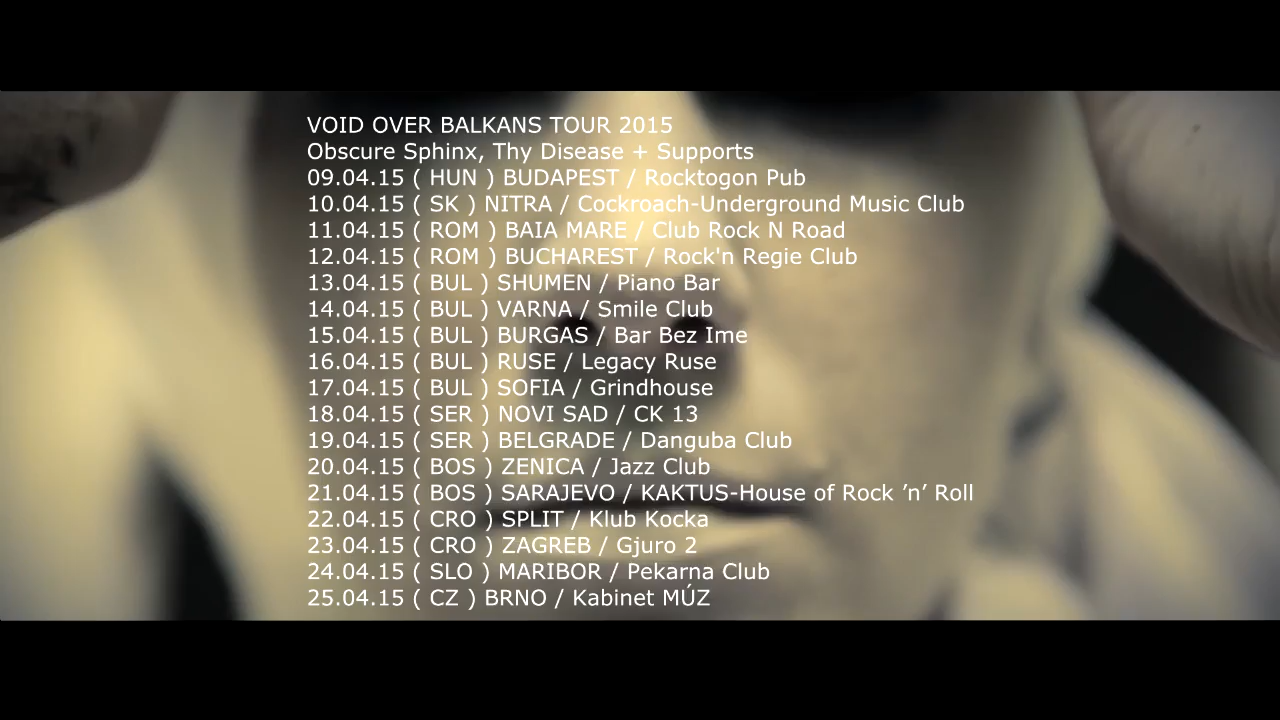 VOID OVER BALKANS TOUR 2015
Obscure Sphinx, Thy Disease + Supports
09.04.15 ( HUN ) BUDAPEST / Rocktogon Pub
10.04.15 ( SK ) NITRA / Cockroach-Underground Music Club
11.04.15 ( ROM ) BAIA MARE / Club Rock N Road
12.04.15 ( ROM ) BUCHAREST / Rock'n Regie Club
13.04.15 ( BUL ) SHUMEN / Piano Bar
14.04.15 ( BUL ) VARNA / Smile Club
15.04.15 ( BUL ) BURGAS / Bar Bez Ime
16.04.15 ( BUL ) RUSE / Legacy Ruse
17.04.15 ( BUL ) SOFIA / Grindhouse
18.04.15 ( SER ) NOVI SAD / CK 13
19.04.15 ( SER ) BELGRADE / Danguba Club
20.04.15 ( BOS ) ZENICA / Jazz Club
21.04.15 ( BOS ) SARAJEVO / KAKTUS-House of Rock ’n’ Roll
22.04.15 ( CRO ) SPLIT / Klub Kocka
23.04.15 ( CRO ) ZAGREB / Gjuro 2
24.04.15 ( SLO ) MARIBOR / Pekarna Club
25.04.15 ( CZ ) BRNO / Kabinet MÚZ